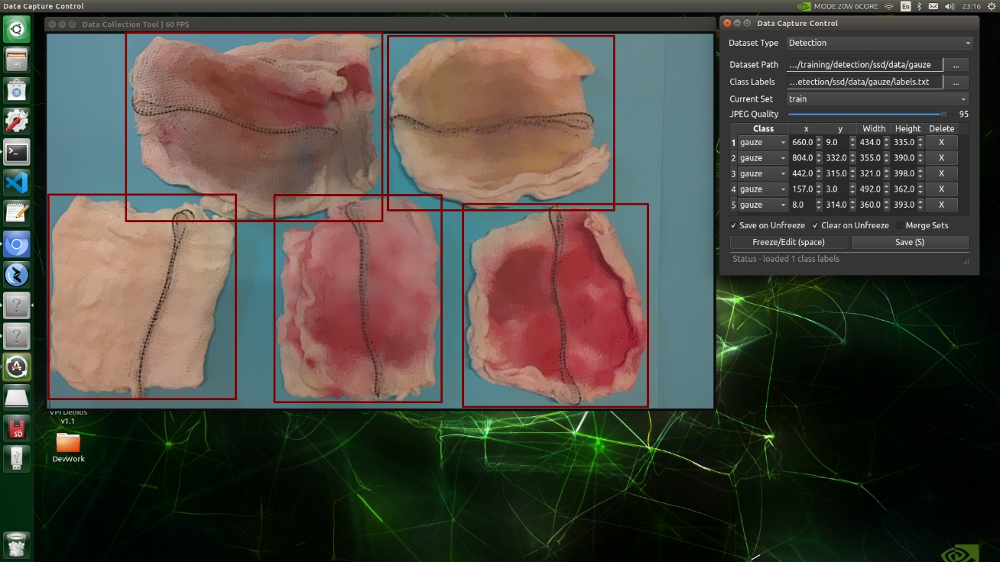 Data Capture Control
MODE 20W 6CORE En 23:16
Data Collection Tool | 60 FPS
VPI Demos
v1.1
DevWork
SD
Data Capture Control
Dataset Type Detection
Dataset Path .../training/detection/ssd/data/gauze ...
Class Labels ...etection/ssd/data/gauze/labels.txt ...
Current Set train
JPEG Quality 95
Class x y Width Height Delete
1 gauze 660.0 9.0 434.0 335.0 X
2 gauze 804.0 332.0 355.0 390.0 X
3 gauze 442.0 315.0 321.0 398.0 X
4 gauze 157.0 3.0 492.0 362.0 X
5 gauze 8.0 314.0 360.0 393.0 X
Save on Unfreeze Clear on Unfreeze Merge Sets
Freeze/Edit (space) Save (S)
Status - loaded 1 class labels